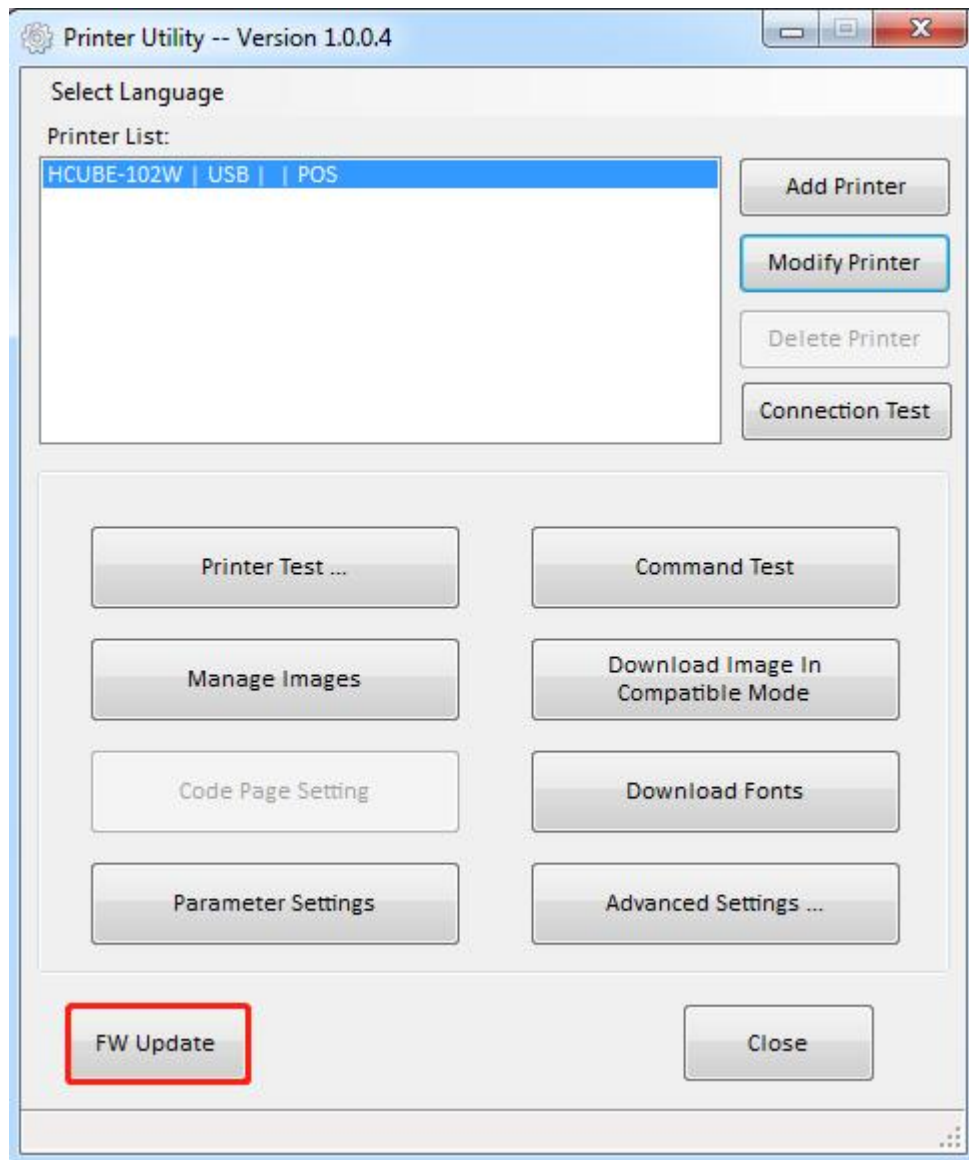 Printer Utility -- Version 1.0.0.4
Select Language
Printer List:
HCUBE-102W | USB | | POS
Add Printer
Modify Printer
Delete Printer
Connection Test
Printer Test ...
Command Test
Manage Images
Download Image In
Compatible Mode
Code Page Setting
Download Fonts
Parameter Settings
Advanced Settings ...
FW Update
Close